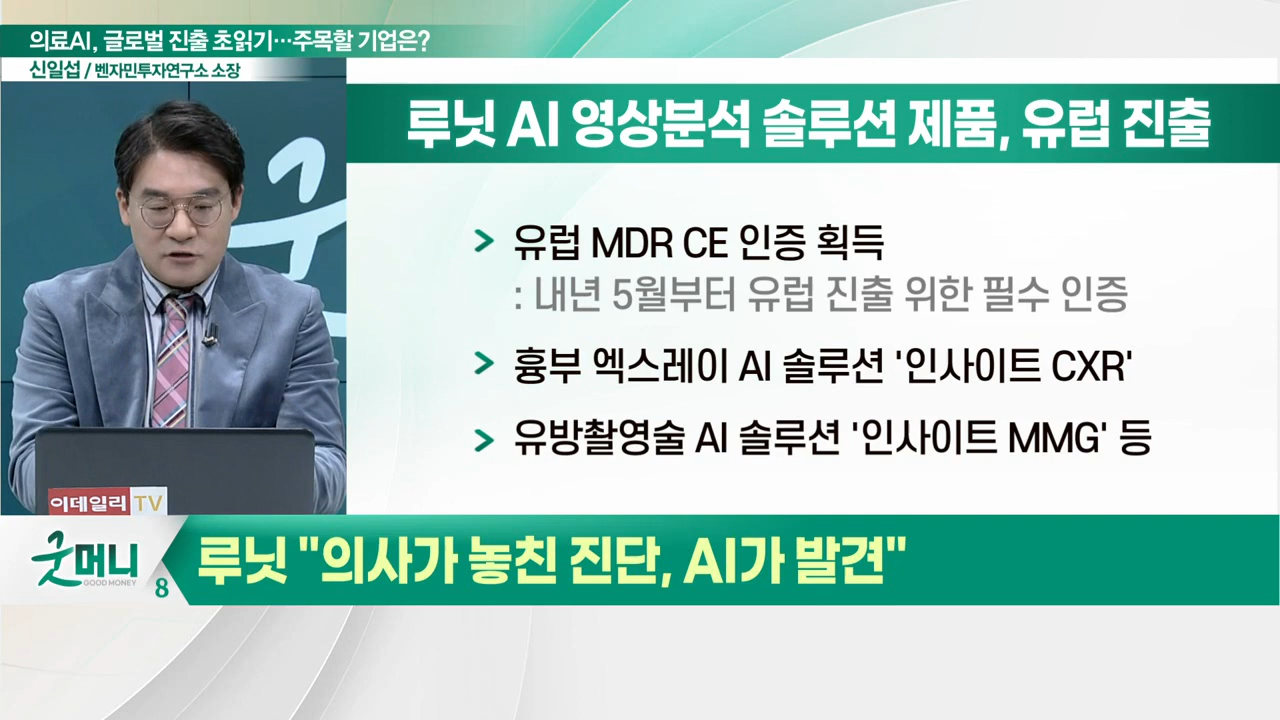 의료AI, 글로벌 진출 초읽기…주목할 기업은?
신일섭 / 벤자민투자연구소 소장
루닛 AI 영상분석 솔루션 제품, 유럽 진출
> 유럽 MDR CE 인증 획득
: 내년 5월부터 유럽 진출 위한 필수 인증
> 흉부 엑스레이 AI 솔루션 '인사이트 CXR'
> 유방촬영술 AI 솔루션 '인사이트 MMG' 등
이데일리 TV
굿머니
GOOD MONEY
8
루닛 "의사가 놓친 진단, AI가 발견"